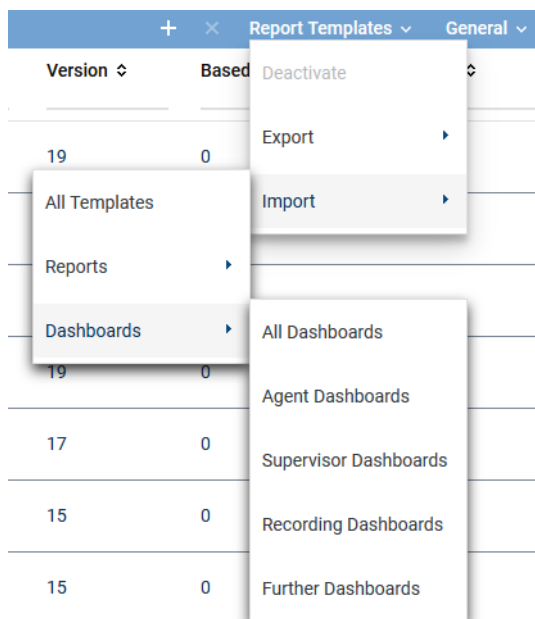 + × Report Templates General
Version Based
Deactivate
Export
19 0
Import
All Templates
Reports
Dashboards
All Dashboards
19 0
Agent Dashboards
17 0
Supervisor Dashboards
15 0
Recording Dashboards
15 0
Further Dashboards